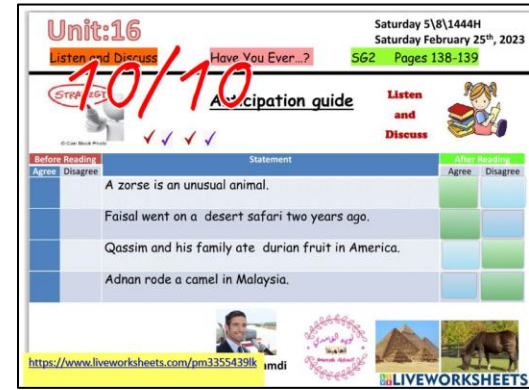 Unit:16
Saturday 5\8\1444H
Saturday February 25th, 2023
Listen and Discuss
Have You Ever...?
SG2 Pages 138-139
10/10
STRATEGY
Anticipation guide
Listen
and
Discuss
Before Reading
Statement
After Reading
Agree Disagree
Agree Disagree
A zorse is an unusual animal.
Faisal went on a desert safari two years ago.
Qassim and his family ate durian fruit in America.
Adnan rode a camel in Malaysia.
https://www.liveworksheets.com/pm3355439lk
mdi
LIVEWORKSHEETS